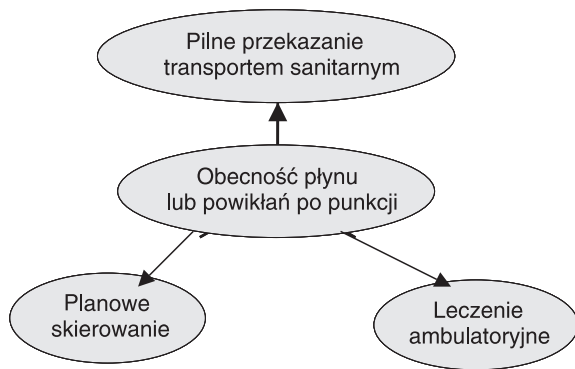 Pilne przekazanie
transportem sanitarnym
Obecność płynu
lub powikłań po punkcji
Planowe
skierowanie
Leczenie
ambulatoryjne